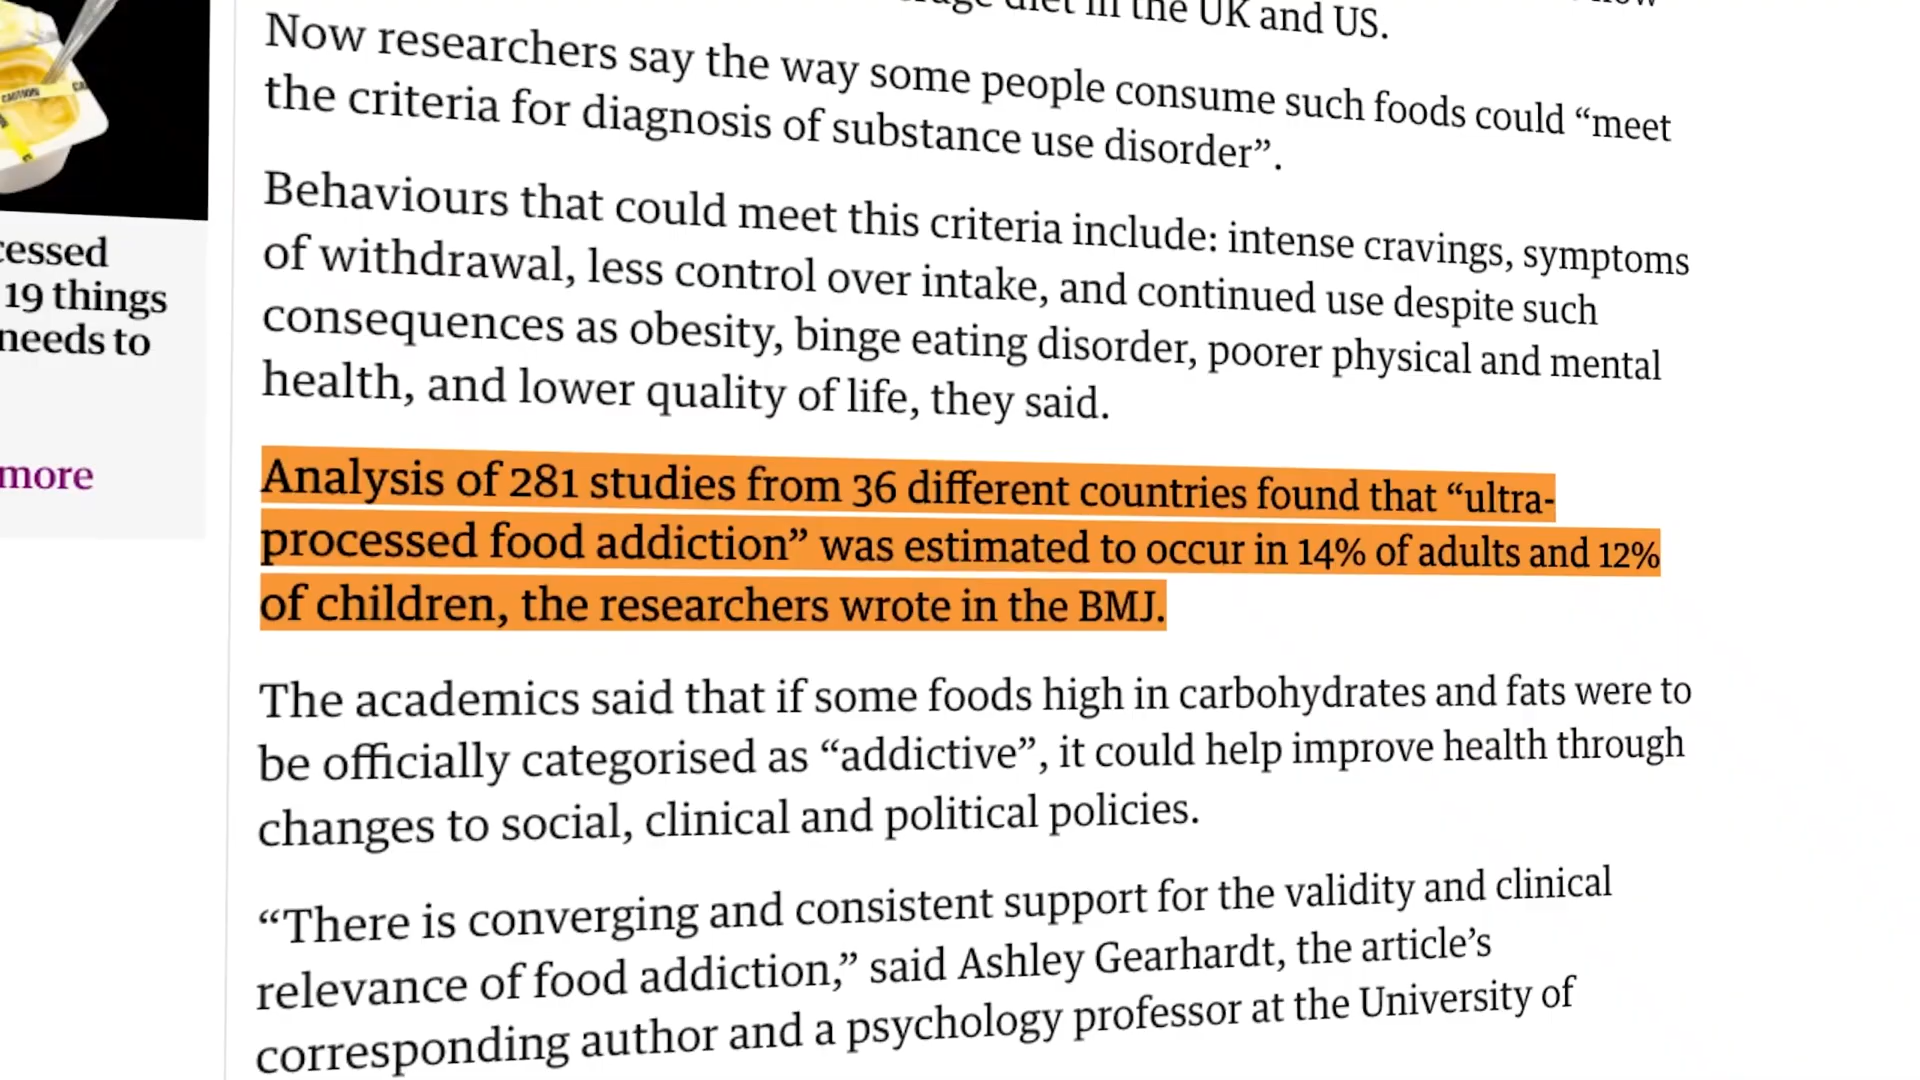 diet in the UK and US.
Now researchers say the way some people consume such foods could “meet
the criteria for diagnosis of substance use disorder”.
Behaviours that could meet this criteria include: intense cravings, symptoms
of withdrawal, less control over intake, and continued use despite such
consequences as obesity, binge eating disorder, poorer physical and mental
health, and lower quality of life, they said.
Analysis of 281 studies from 36 different countries found that “ultra-
processed food addiction” was estimated to occur in 14% of adults and 12%
of children, the researchers wrote in the BMJ.
The academics said that if some foods high in carbohydrates and fats were to
be officially categorised as “addictive”, it could help improve health through
changes to social, clinical and political policies.
“There is converging and consistent support for the validity and clinical
relevance of food addiction,” said Ashley Gearhardt, the article’s
corresponding author and a psychology professor at the University of
CAUTION
cessed
19 things
needs to
more